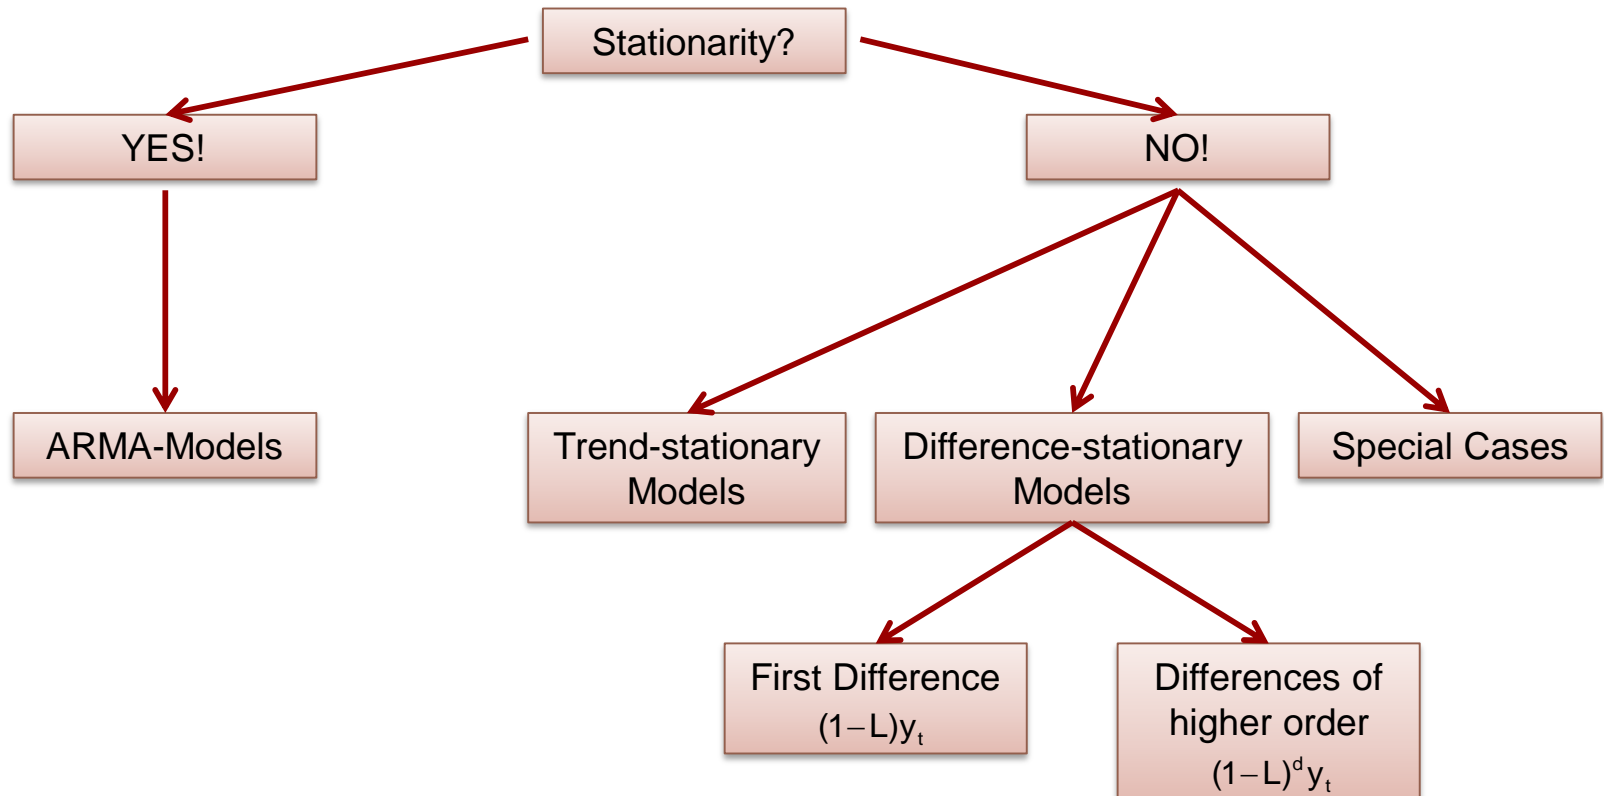 Stationarity?
YES!
NO!
ARMA-Models
Trend-stationary
Models
Difference-stationary
Models
Special Cases
First Difference
(1−L)yₜ
Differences of
higher order
(1−L)ᵈyₜ